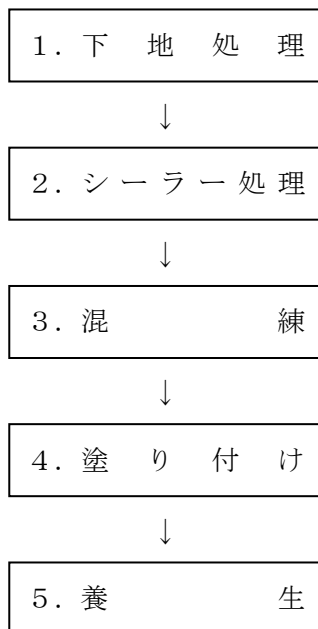 1．下地処理
↓
2．シーラー処理
↓
3．混練
↓
4．塗り付け
↓
5．養生